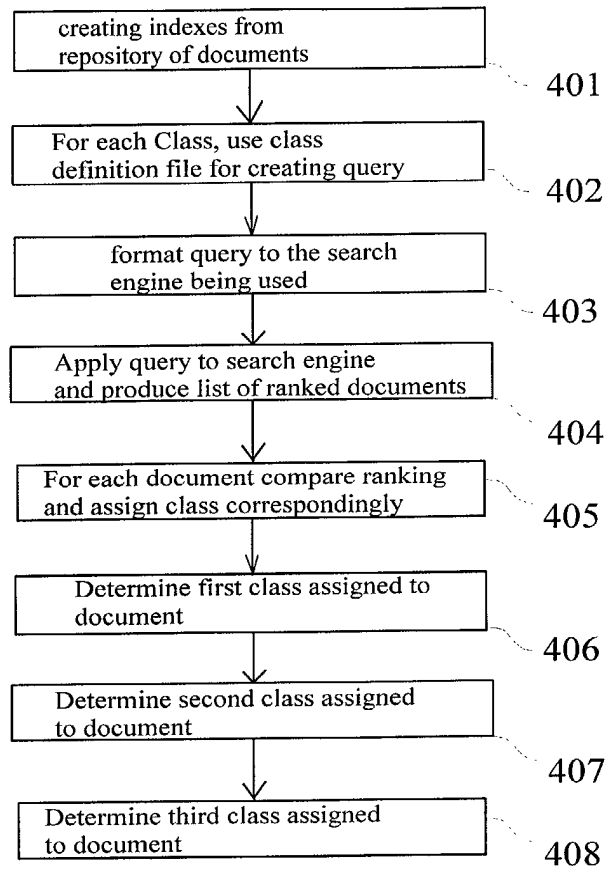 creating indexes from
repository of documents
401
For each Class, use class
definition file for creating query
402
format query to the search
engine being used
403
Apply query to search engine
and produce list of ranked documents
404
For each document compare ranking
and assign class correspondingly
405
Determine first class assigned to
document
406
Determine second class assigned
to document
407
Determine third class assigned
to document
408